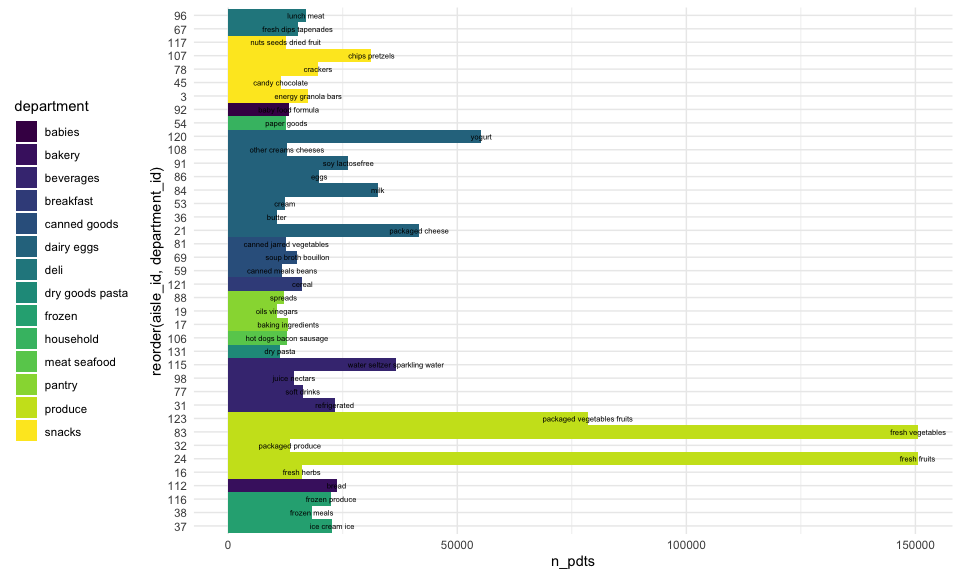 department
babies
bakery
beverages
breakfast
canned goods
dairy eggs
deli
dry goods pasta
frozen
household
meat seafood
pantry
produce
snacks
reorder(aisle_id, department_id)
96 lunch meat
67 fresh dips tapenades
117 nuts seeds dried fruit
107 chips pretzels
78 crackers
45 candy chocolate
3 energy granola bars
92 formula
54 paper goods
120 yogurt
108 other creams cheeses
91 soy lactosefree
86 eggs
84 milk
53 cream
36 butter
21 packaged cheese
81 canned jarred vegetables
69 soup broth bouillon
59 canned meals beans
121 cereal
88 spreads
19 oils vinegars
17 baking ingredients
106 hot dogs bacon sausage
131 dry pasta
115 water seltzer sparkling water
98 juice nectars
77 soft drinks
31 refrigerated
123 packaged vegetables fruits
83 fresh vegetables
32 packaged produce
24 fresh fruits
16 fresh herbs
112 bread
116 frozen produce
38 frozen meals
37 ice cream ice
0 50000 100000 150000
n_pdts